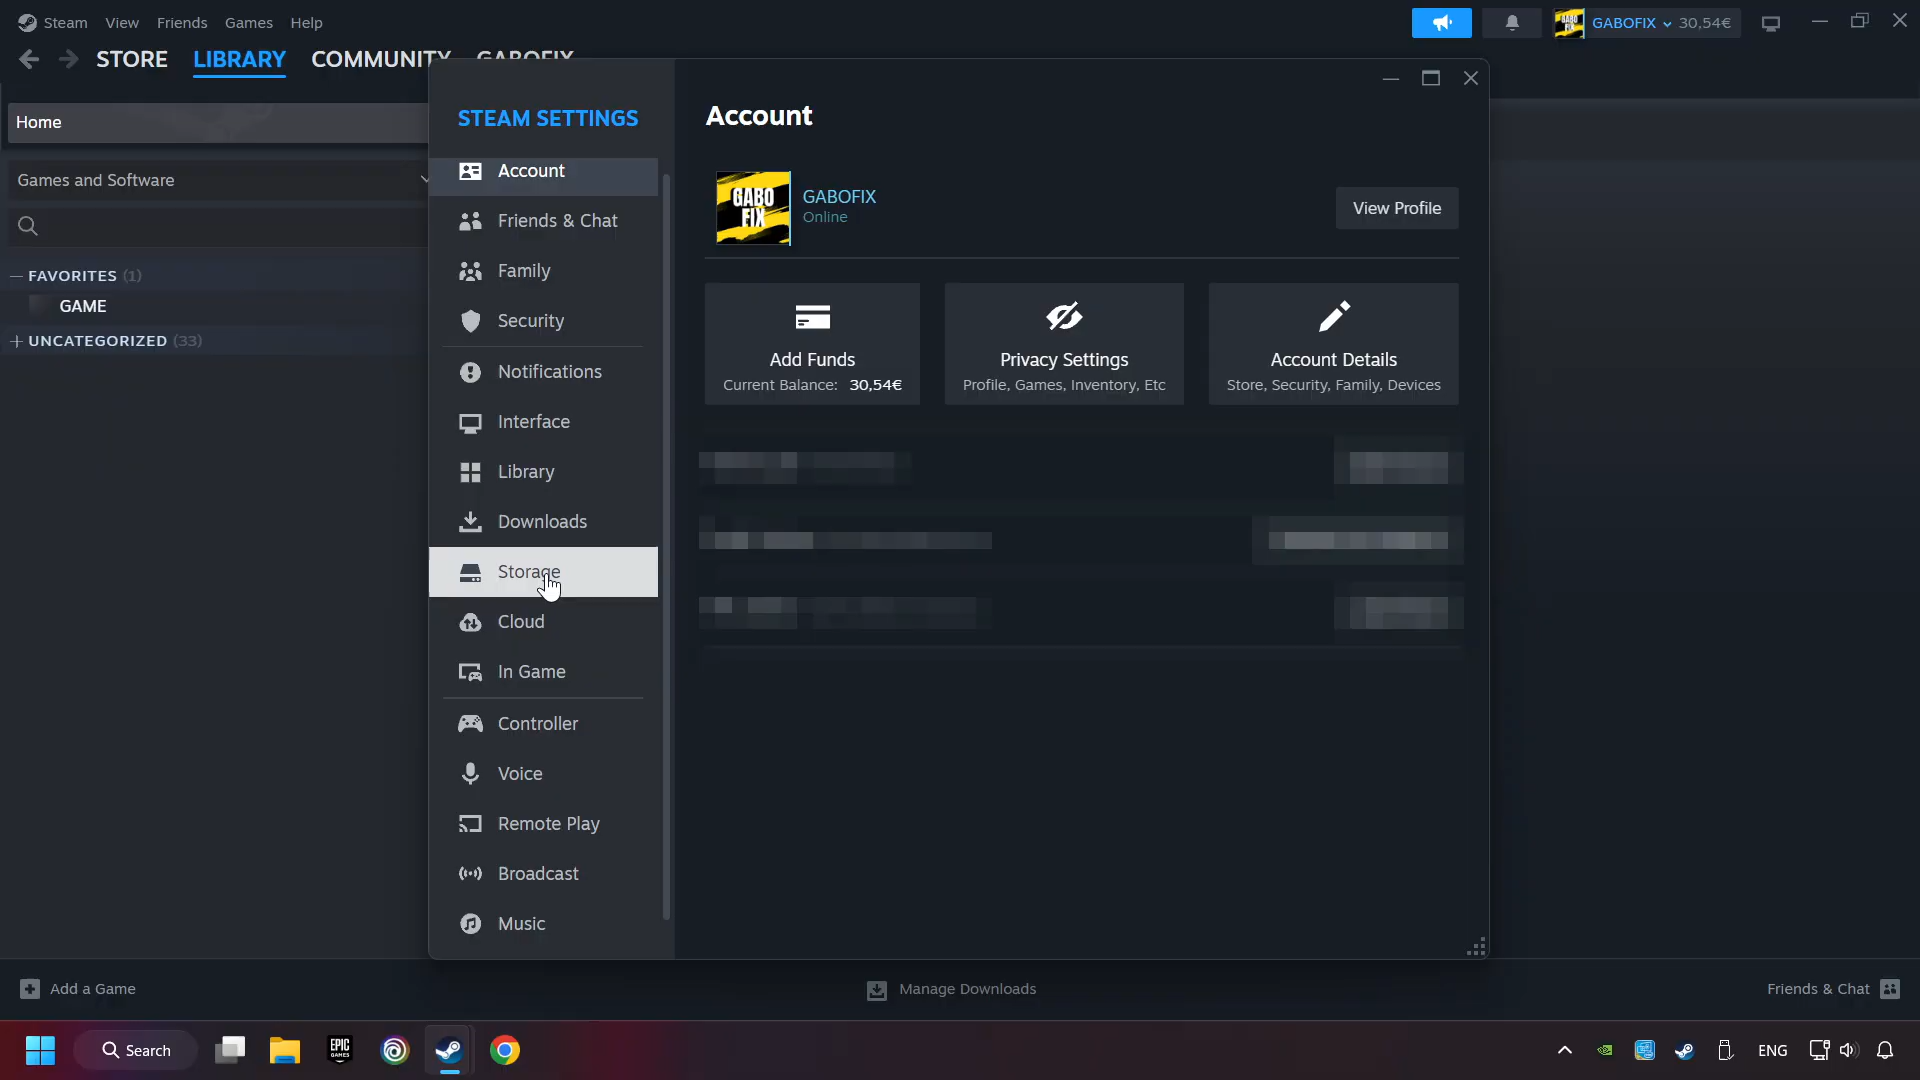 Steam View Friends Games Help
GABOFIX 30,54€
STORE LIBRARY COMMUNITY GABOFIX
Home
Games and Software
FAVORITES (1)
GAME
UNCATEGORIZED (33)
STEAM SETTINGS
Account
Friends & Chat
Family
Security
Notifications
Interface
Library
Downloads
Storage
Cloud
In Game
Controller
Voice
Remote Play
Broadcast
Music
Account
GABO
FIX
GABOFIX
Online
View Profile
Add Funds
Current Balance: 30,54€
Privacy Settings
Profile, Games, Inventory, Etc
Account Details
Store, Security, Family, Devices
Add a Game
Manage Downloads
Friends & Chat
Search
EPIC
GAMES
ENG